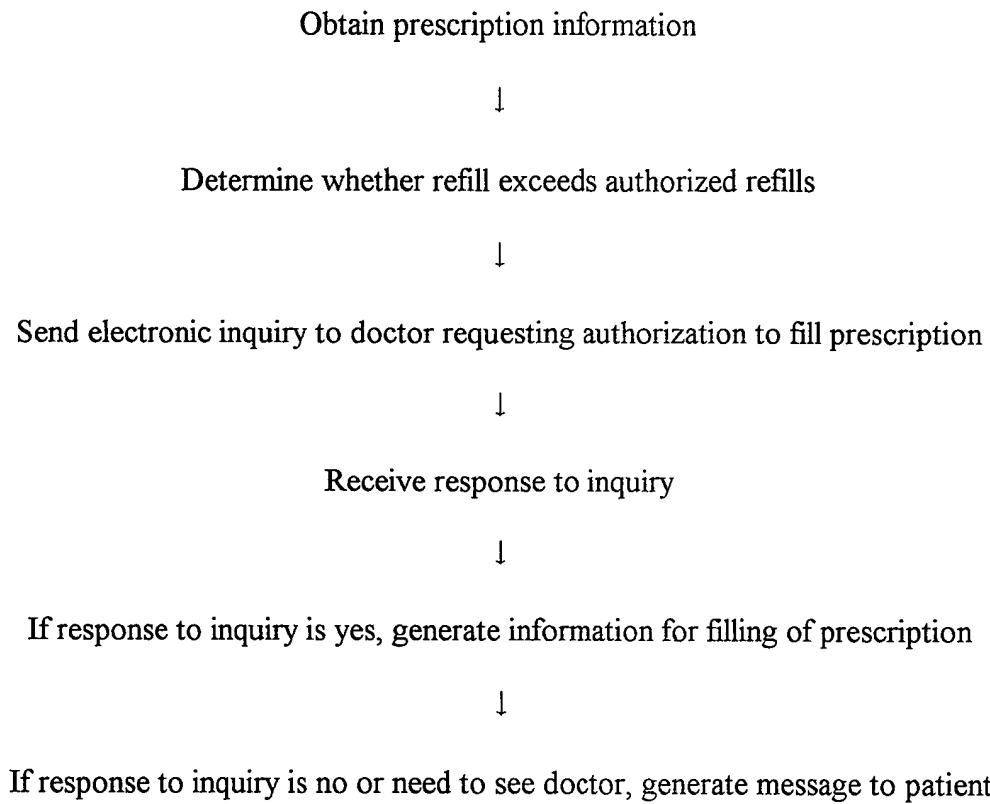 Obtain prescription information
↓
Determine whether refill exceeds authorized refills
↓
Send electronic inquiry to doctor requesting authorization to fill prescription
↓
Receive response to inquiry
↓
If response to inquiry is yes, generate information for filling of prescription
↓
If response to inquiry is no or need to see doctor, generate message to patient